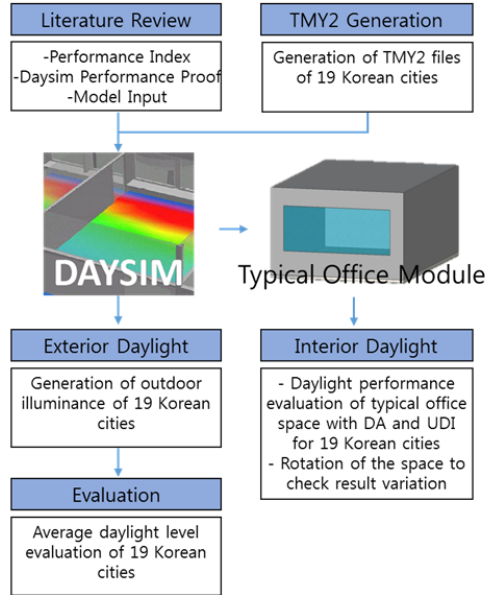 Literature Review
-Performance Index
-Daysim Performance Proof
-Model Input
TMY2 Generation
Generation of TMY2 files
of 19 Korean cities
DAYSIM
Typical Office Module
Exterior Daylight
Generation of outdoor
illuminance of 19 Korean
cities
Interior Daylight
- Daylight performance
evaluation of typical office
space with DA and UDI
for 19 Korean cities
- Rotation of the space to
check result variation
Evaluation
Average daylight level
evaluation of 19 Korean
cities